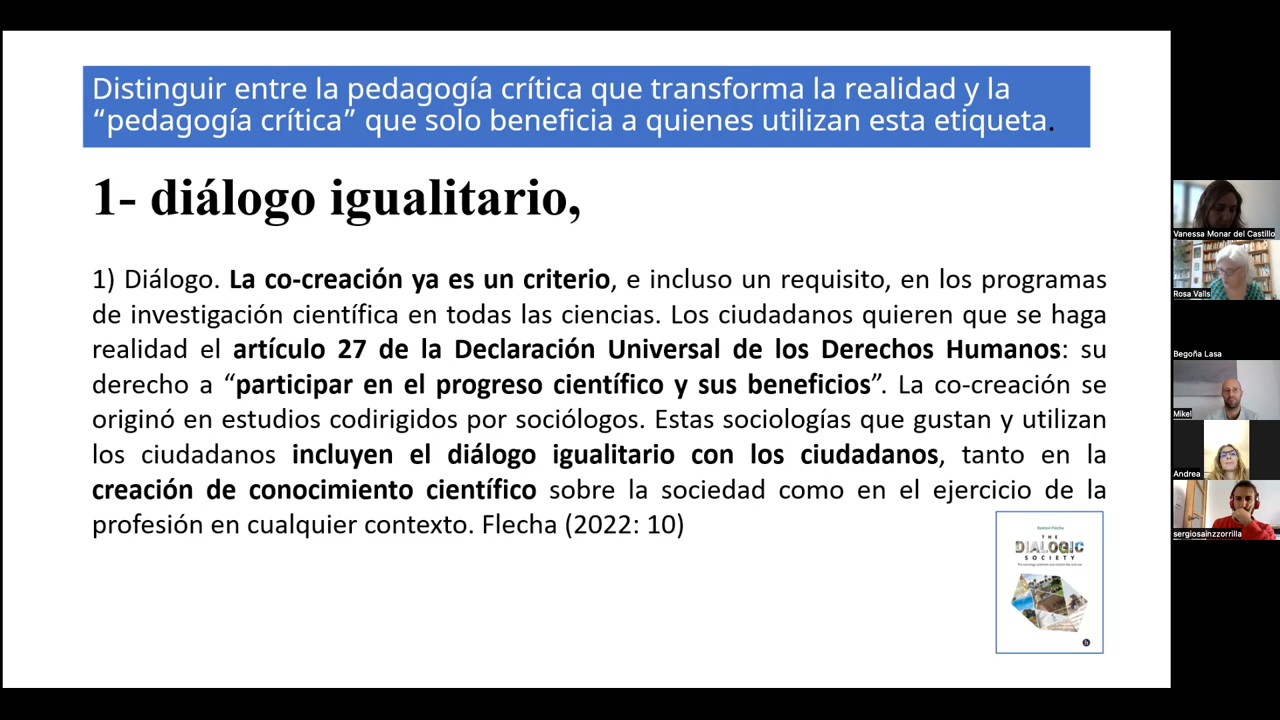 Distinguir entre la pedagogía crítica que transforma la realidad y la
“pedagogía crítica” que solo beneficia a quienes utilizan esta etiqueta.
1- diálogo igualitario,
1) Diálogo. La co-creación ya es un criterio, e incluso un requisito, en los programas
de investigación científica en todas las ciencias. Los ciudadanos quieren que se haga
realidad el artículo 27 de la Declaración Universal de los Derechos Humanos: su
derecho a “participar en el progreso científico y sus beneficios”. La co-creación se
originó en estudios codirigidos por sociólogos. Estas sociologías que gustan y utilizan
los ciudadanos incluyen el diálogo igualitario con los ciudadanos, tanto en la
creación de conocimiento científico sobre la sociedad como en el ejercicio de la
profesión en cualquier contexto. Flecha (2022: 10)
Ramon Flecha
THE
DIALOGIC
SOCIETY
Vanessa Monar del Castillo
Rosa Valls
Begoña Lasa
Mikel
Andrea
sergiosainzzorrilla